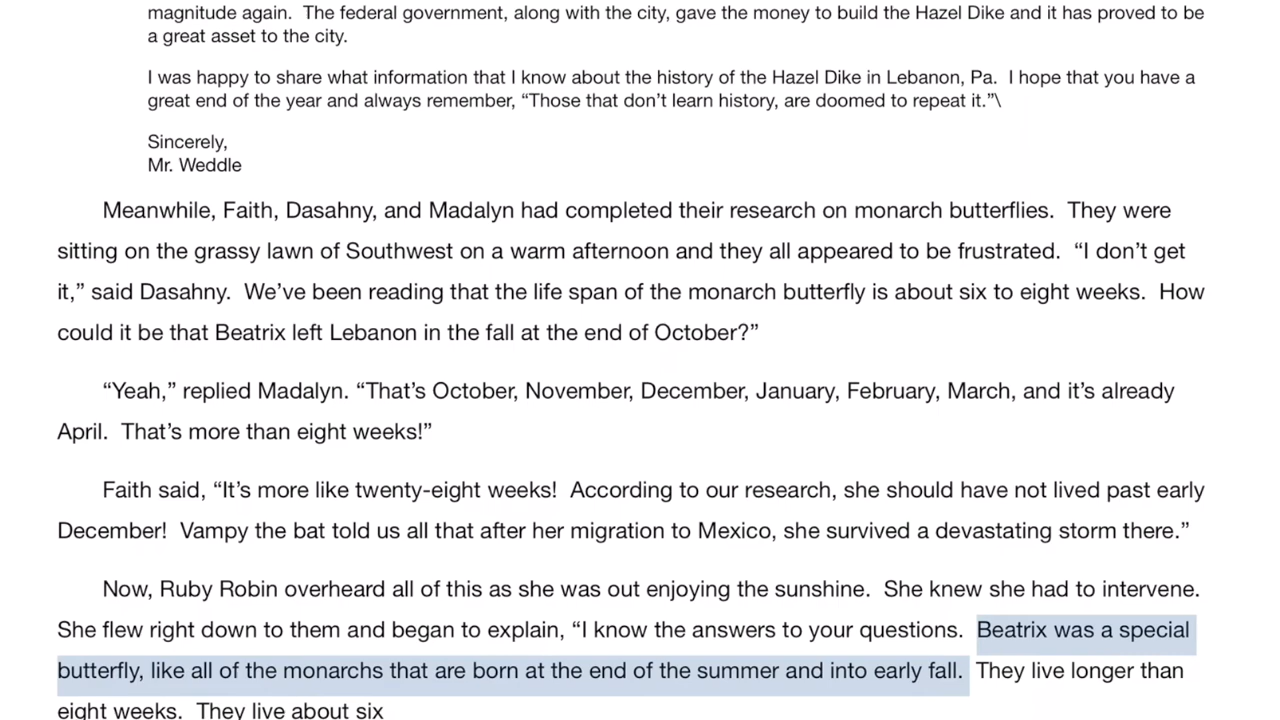 magnitude again.  The federal government, along with the city, gave the money to build the Hazel Dike and it has proved to be
a great asset to the city.
I was happy to share what information that I know about the history of the Hazel Dike in Lebanon, Pa.  I hope that you have a
great end of the year and always remember, “Those that don’t learn history, are doomed to repeat it.”\
Sincerely,
Mr. Weddle
Meanwhile, Faith, Dasahny, and Madalyn had completed their research on monarch butterflies.  They were
sitting on the grassy lawn of Southwest on a warm afternoon and they all appeared to be frustrated.  “I don’t get
it,” said Dasahny.  We’ve been reading that the life span of the monarch butterfly is about six to eight weeks.  How
could it be that Beatrix left Lebanon in the fall at the end of October?”
“Yeah,” replied Madalyn. “That’s October, November, December, January, February, March, and it’s already
April.  That’s more than eight weeks!”
Faith said, “It’s more like twenty-eight weeks!  According to our research, she should have not lived past early
December!  Vampy the bat told us all that after her migration to Mexico, she survived a devastating storm there.”
Now, Ruby Robin overheard all of this as she was out enjoying the sunshine.  She knew she had to intervene.
She flew right down to them and began to explain, “I know the answers to your questions.  Beatrix was a special
butterfly, like all of the monarchs that are born at the end of the summer and into early fall.  They live longer than
eight weeks.  They live about six